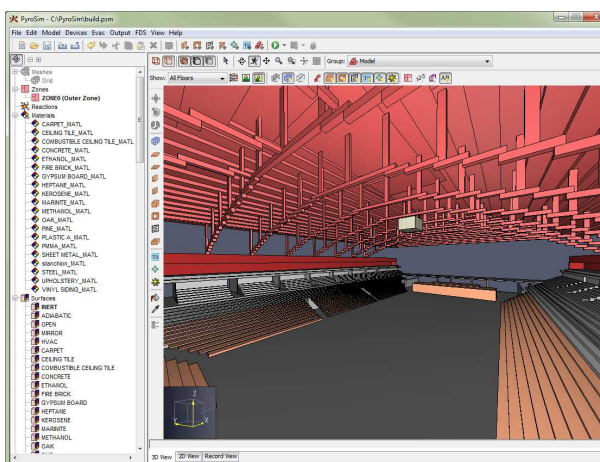 PyroSim - C:\PyroSim\build.psm
File Edit Model Devices Evac Output FDS View Help
Group: Model
Show: All Floors
Meshes
Grid
Zones
ZONE0 (Outer Zone)
Reactions
Materials
CARPET_MATL
CEILING TILE_MATL
COMBUSTIBLE CEILING TILE_MATL
CONCRETE_MATL
ETHANOL_MATL
FIRE BRICK_MATL
GYPSUM BOARD_MATL
HEPTANE_MATL
KEROSENE_MATL
MARINITE_MATL
METHANOL_MATL
OAK_MATL
PINE_MATL
PLASTIC A_MATL
PMMA_MATL
SHEET METAL_MATL
stanchion_MATL
STEEL_MATL
UPHOLSTERY_MATL
VINYL SIDING_MATL
Surfaces
INERT
ADIABATIC
OPEN
MIRROR
HVAC
CARPET
CEILING TILE
COMBUSTIBLE CEILING TILE
CONCRETE
ETHANOL
FIRE BRICK
GYPSUM BOARD
HEPTANE
KEROSENE
MARINITE
METHANOL
OAK
Z
Y
X
3D View 2D View Record View